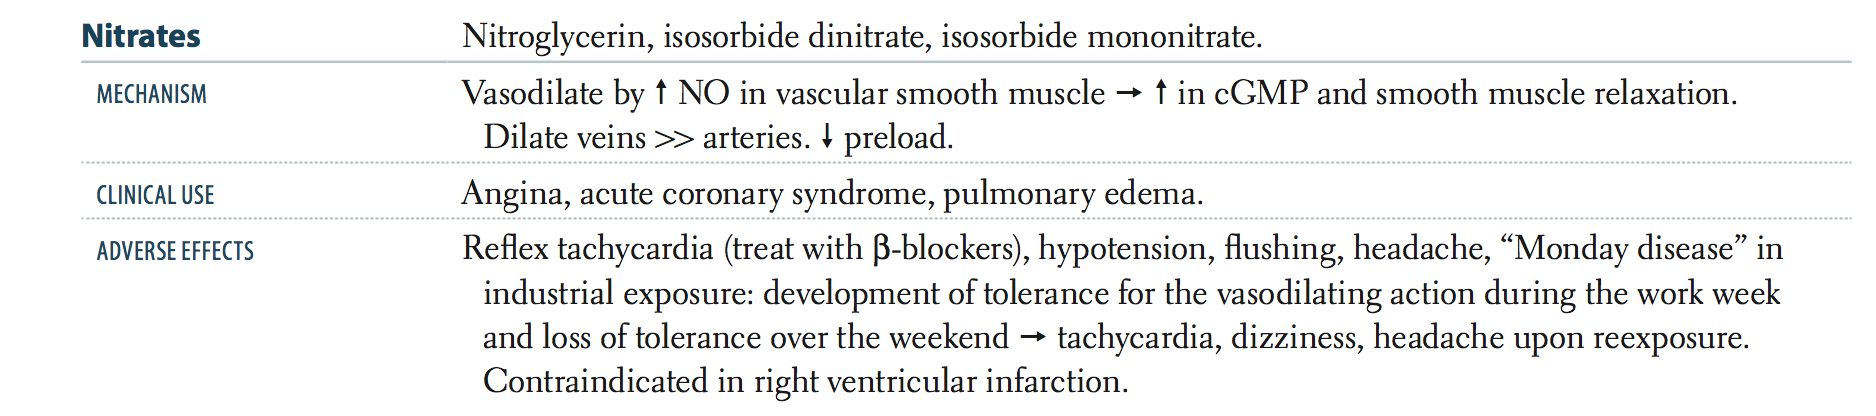 Nitrates Nitroglycerin, isosorbide dinitrate, isosorbide mononitrate.
MECHANISM Vasodilate by ↑ NO in vascular smooth muscle → ↑ in cGMP and smooth muscle relaxation.
Dilate veins >> arteries. ↓ preload.
CLINICAL USE Angina, acute coronary syndrome, pulmonary edema.
ADVERSE EFFECTS Reflex tachycardia (treat with β-blockers), hypotension, flushing, headache, “Monday disease” in
industrial exposure: development of tolerance for the vasodilating action during the work week
and loss of tolerance over the weekend → tachycardia, dizziness, headache upon reexposure.
Contraindicated in right ventricular infarction.